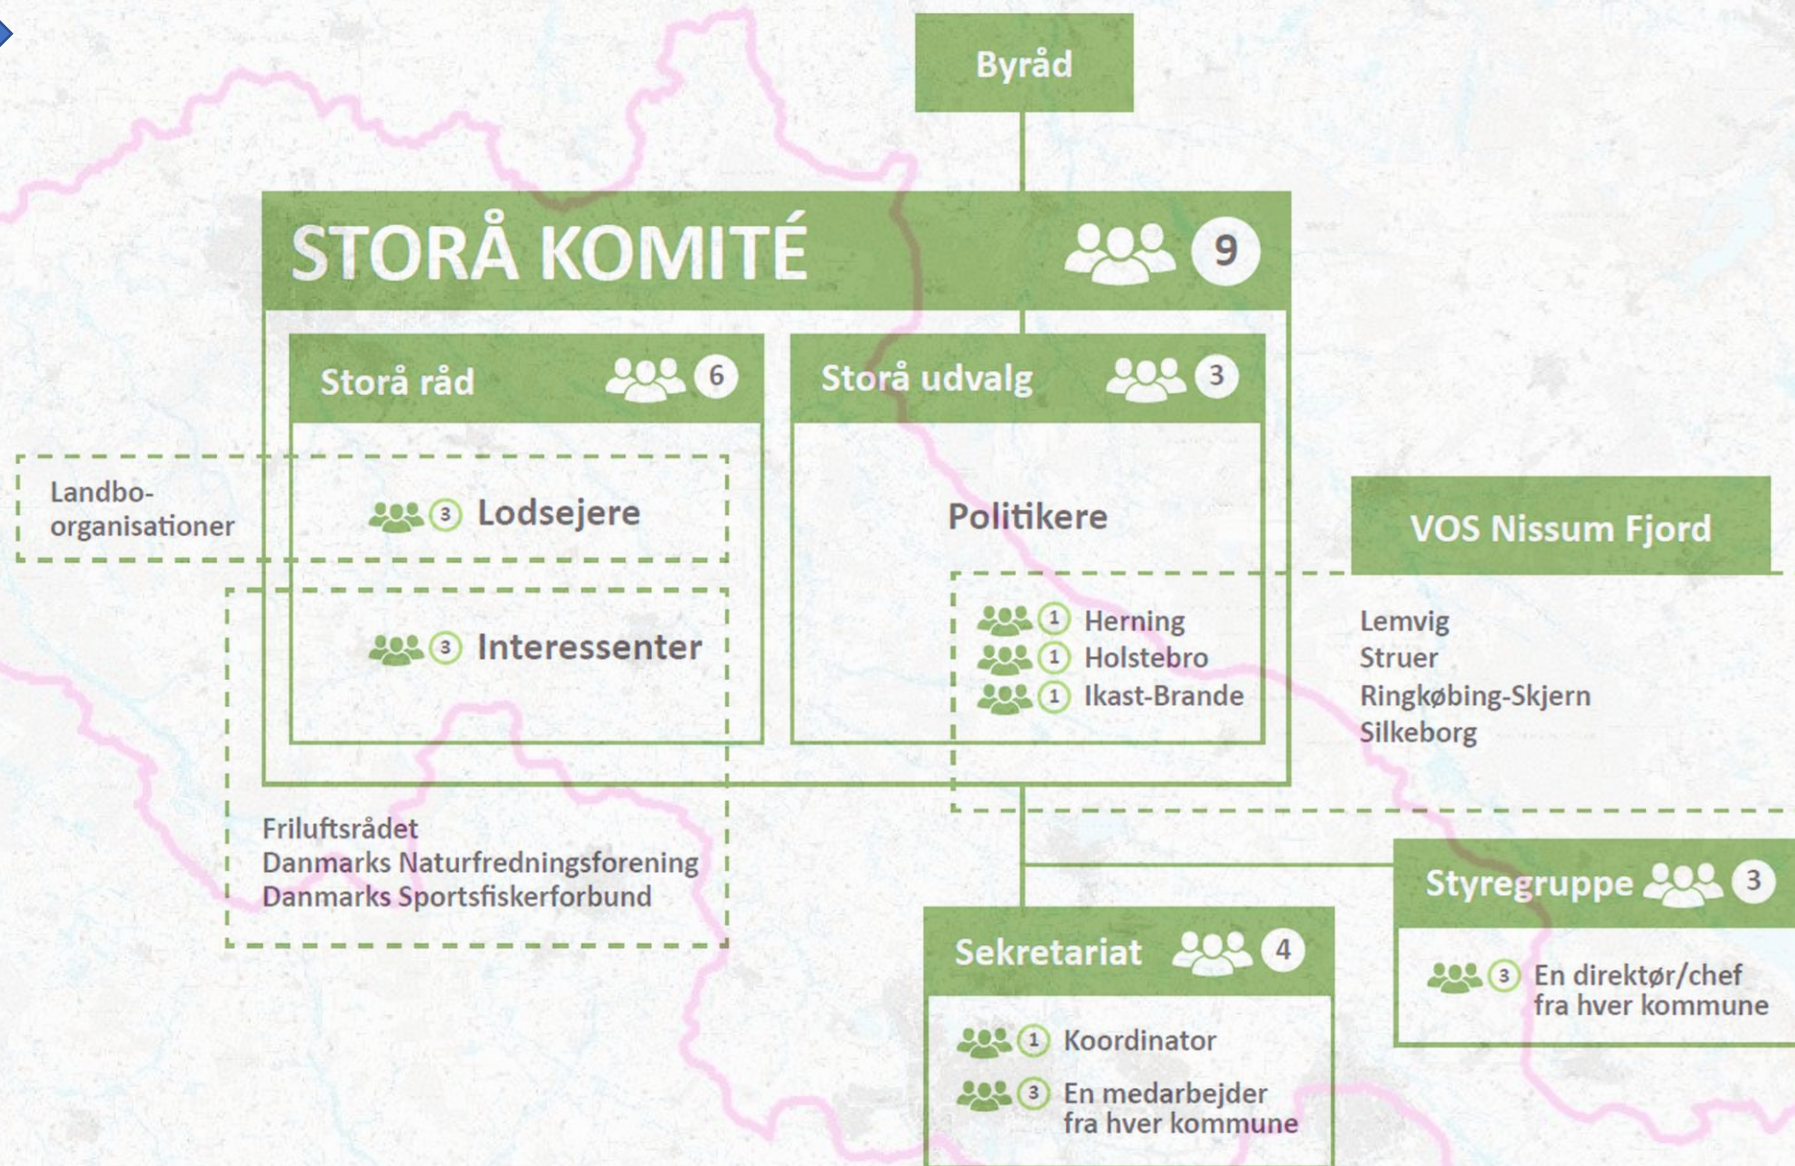 Byråd
STORÅ KOMITÉ 9
Storå råd 6
Storå udvalg 3
Landbo-
organisationer
3 Lodsejere
3 Interessenter
Friluftsrådet
Danmarks Naturfredningsforening
Danmarks Sportsfiskerforbund
Politikere
1 Herning
1 Holstebro
1 Ikast-Brande
VOS Nissum Fjord
Lemvig
Struer
Ringkøbing-Skjern
Silkeborg
Styregruppe 3
3 En direktør/chef
fra hver kommune
Sekretariat 4
1 Koordinator
3 En medarbejder
fra hver kommune